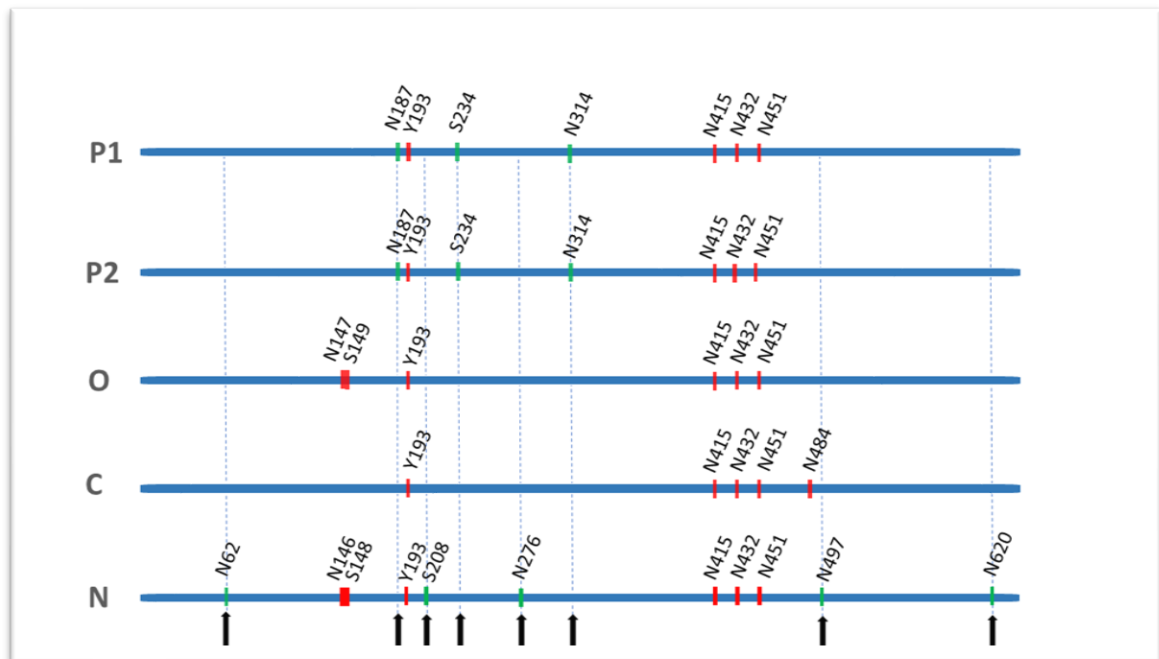 P1 N187 Y193 S234 N314 N415 N432 N451
P2 N187 Y193 S234 N314 N415 N432 N451
O N147 S149 Y193 N415 N432 N451
C Y193 N415 N432 N451 N484
N N62 N146 S148 Y193 S208 N276 N415 N432 N451 N497 N620